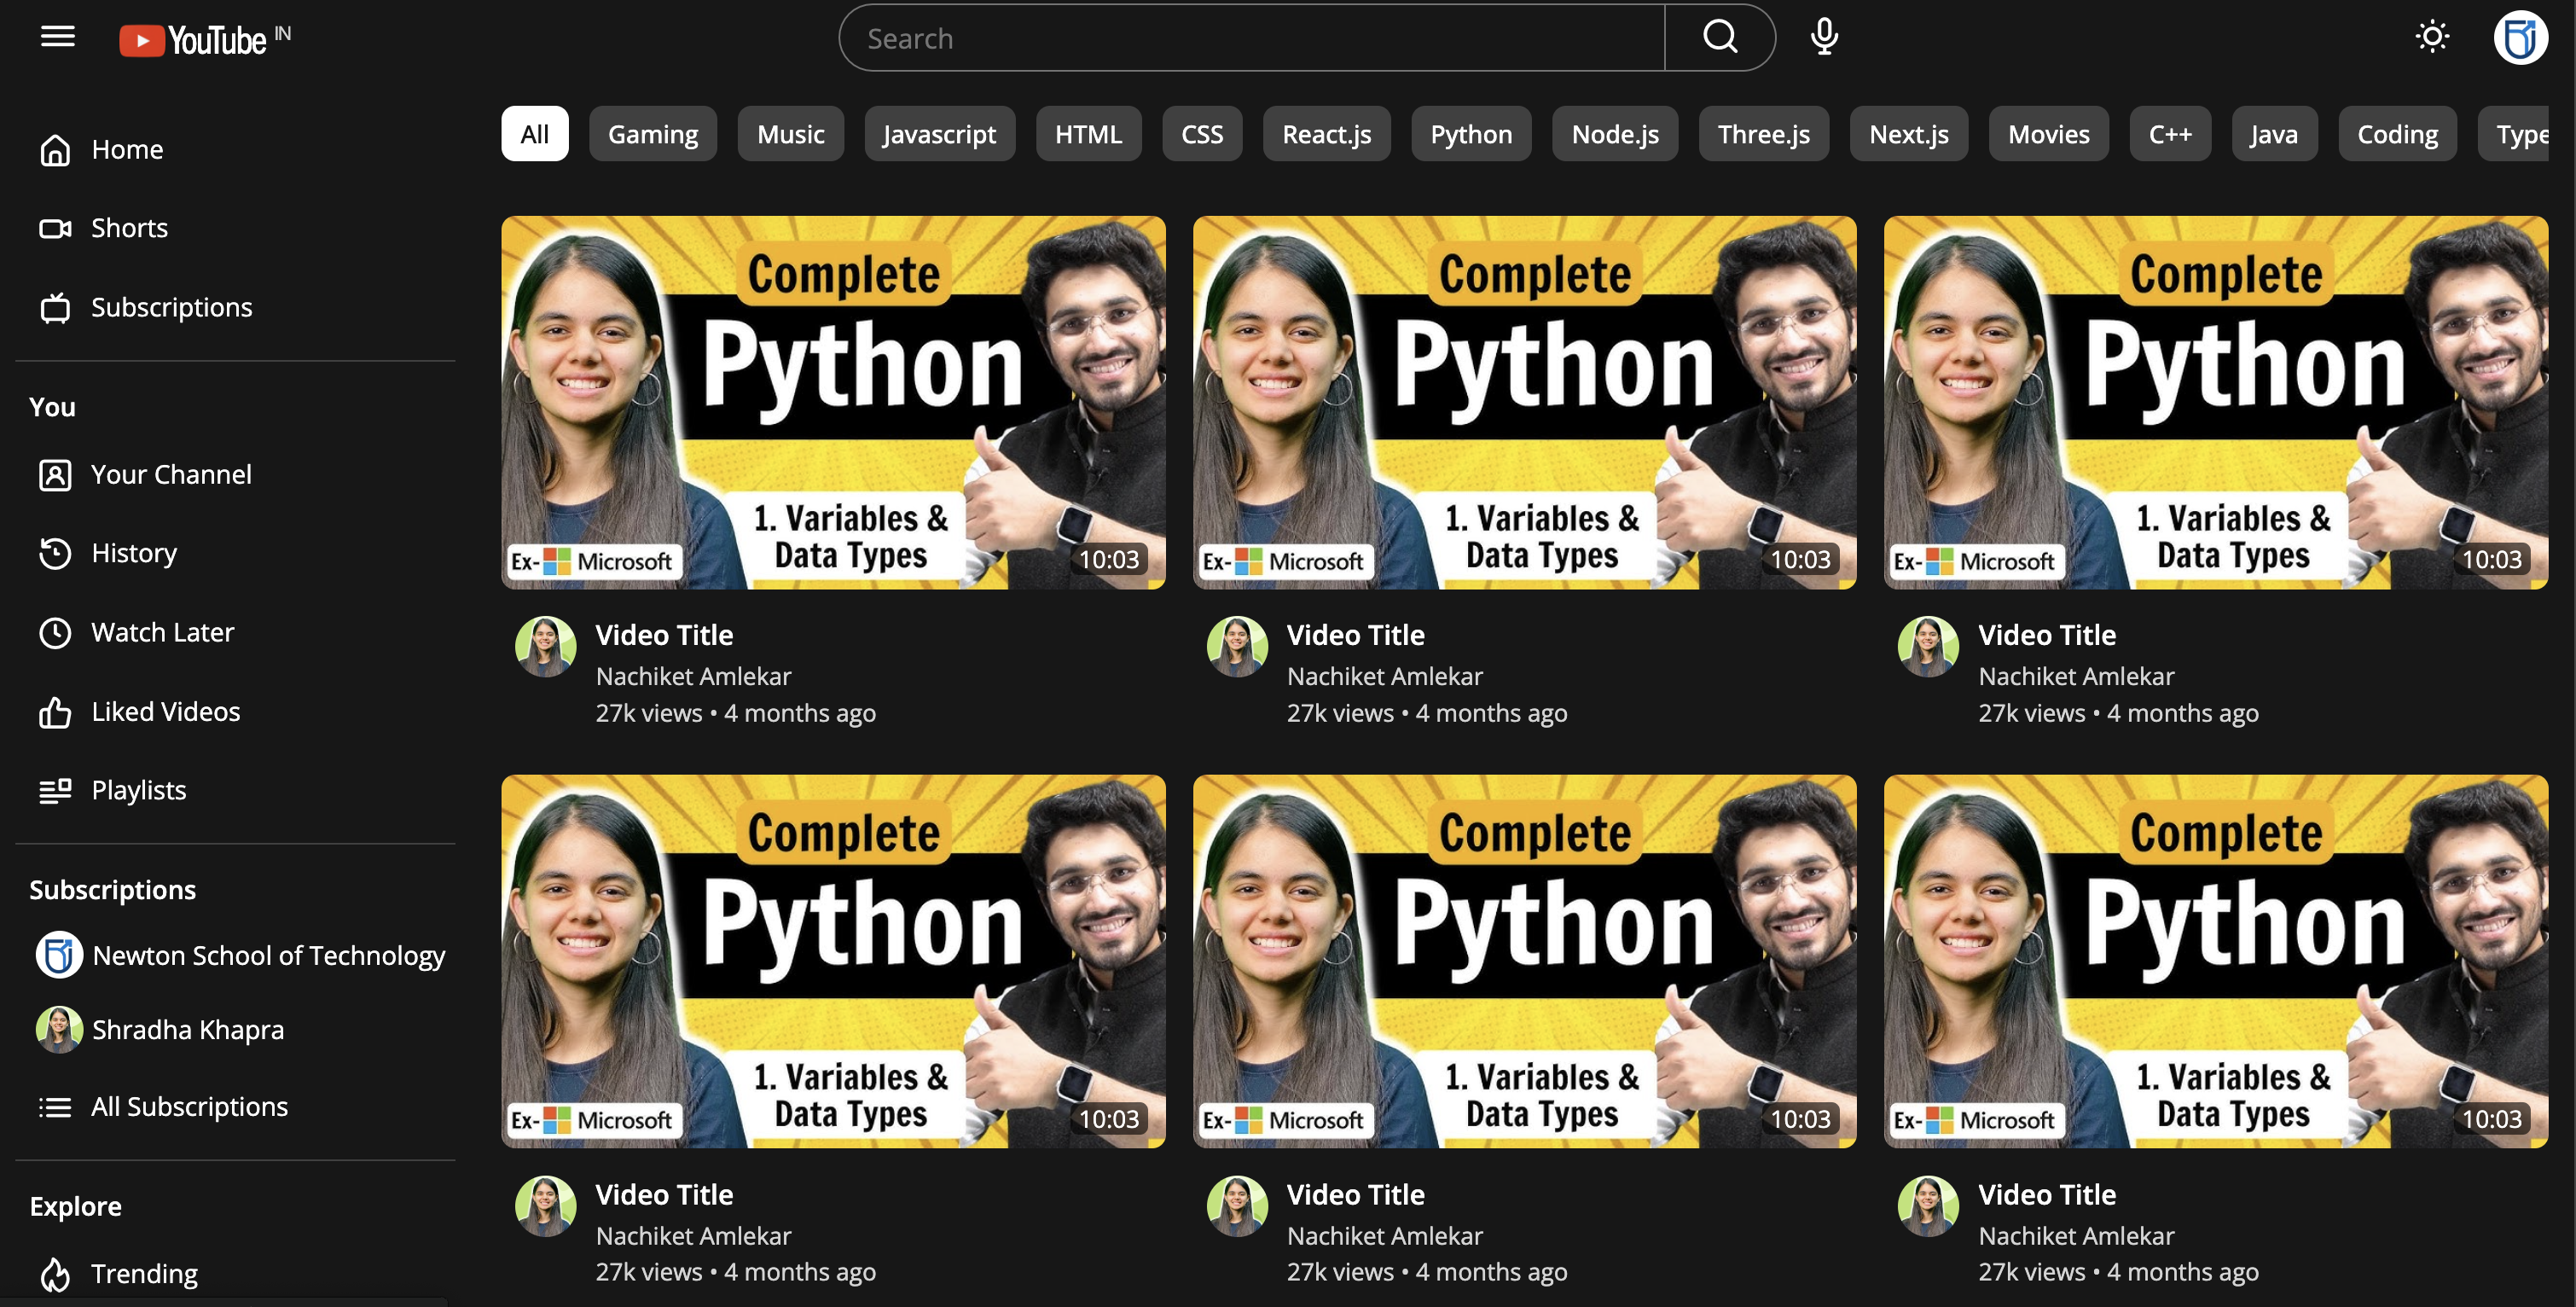 YouTube IN
Search
Home
Shorts
Subscriptions
You
Your Channel
History
Watch Later
Liked Videos
Playlists
Subscriptions
Newton School of Technology
Shradha Khapra
All Subscriptions
Explore
Trending
All Gaming Music Javascript HTML CSS React.js Python Node.js Three.js Next.js Movies C++ Java Coding Type
Complete
Python
1. Variables &
Data Types
Ex- Microsoft
10:03
Video Title
Nachiket Amlekar
27k views • 4 months ago
Complete
Python
1. Variables &
Data Types
Ex- Microsoft
10:03
Video Title
Nachiket Amlekar
27k views • 4 months ago
Complete
Python
1. Variables &
Data Types
Ex- Microsoft
10:03
Video Title
Nachiket Amlekar
27k views • 4 months ago
Complete
Python
1. Variables &
Data Types
Ex- Microsoft
10:03
Video Title
Nachiket Amlekar
27k views • 4 months ago
Complete
Python
1. Variables &
Data Types
Ex- Microsoft
10:03
Video Title
Nachiket Amlekar
27k views • 4 months ago
Complete
Python
1. Variables &
Data Types
Ex- Microsoft
10:03
Video Title
Nachiket Amlekar
27k views • 4 months ago